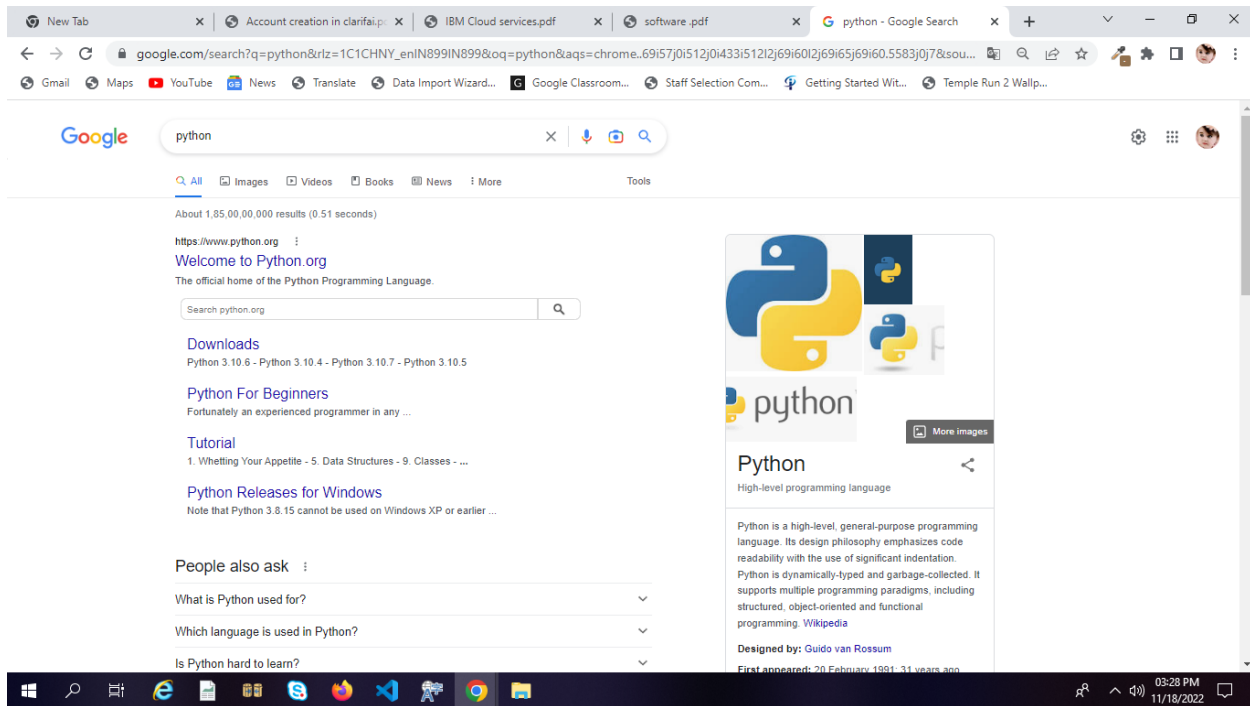 New Tab
Account creation in clarifai.pd
IBM Cloud services.pdf
software .pdf
python - Google Search
google.com/search?q=python&rlz=1C1CHNY_enIN899IN899&oq=python&aqs=chrome..69i57j0i512j0i433i512l2j69i60l2j69i65j69i60.5583j0j7&sou...
Gmail
Maps
YouTube
GE News
Translate
Data Import Wizard...
G Google Classroom...
Staff Selection Com...
Getting Started Wit...
Temple Run 2 Wallp...
Google
python
All
Images
Videos
Books
News
More
Tools
About 1,85,00,00,000 results (0.51 seconds)
https://www.python.org
Welcome to Python.org
The official home of the Python Programming Language.
Search python.org
Downloads
Python 3.10.6 - Python 3.10.4 - Python 3.10.7 - Python 3.10.5
Python For Beginners
Fortunately an experienced programmer in any ...
Tutorial
1. Whetting Your Appetite - 5. Data Structures - 9. Classes - ...
Python Releases for Windows
Note that Python 3.8.15 cannot be used on Windows XP or earlier ...
People also ask
What is Python used for?
Which language is used in Python?
Is Python hard to learn?
python
More images
Python
High-level programming language
Python is a high-level, general-purpose programming
language. Its design philosophy emphasizes code
readability with the use of significant indentation.
Python is dynamically-typed and garbage-collected. It
supports multiple programming paradigms, including
structured, object-oriented and functional
programming. Wikipedia
Designed by: Guido van Rossum
First appeared: 20 February 1991; 31 years ago
03:28 PM
11/18/2022